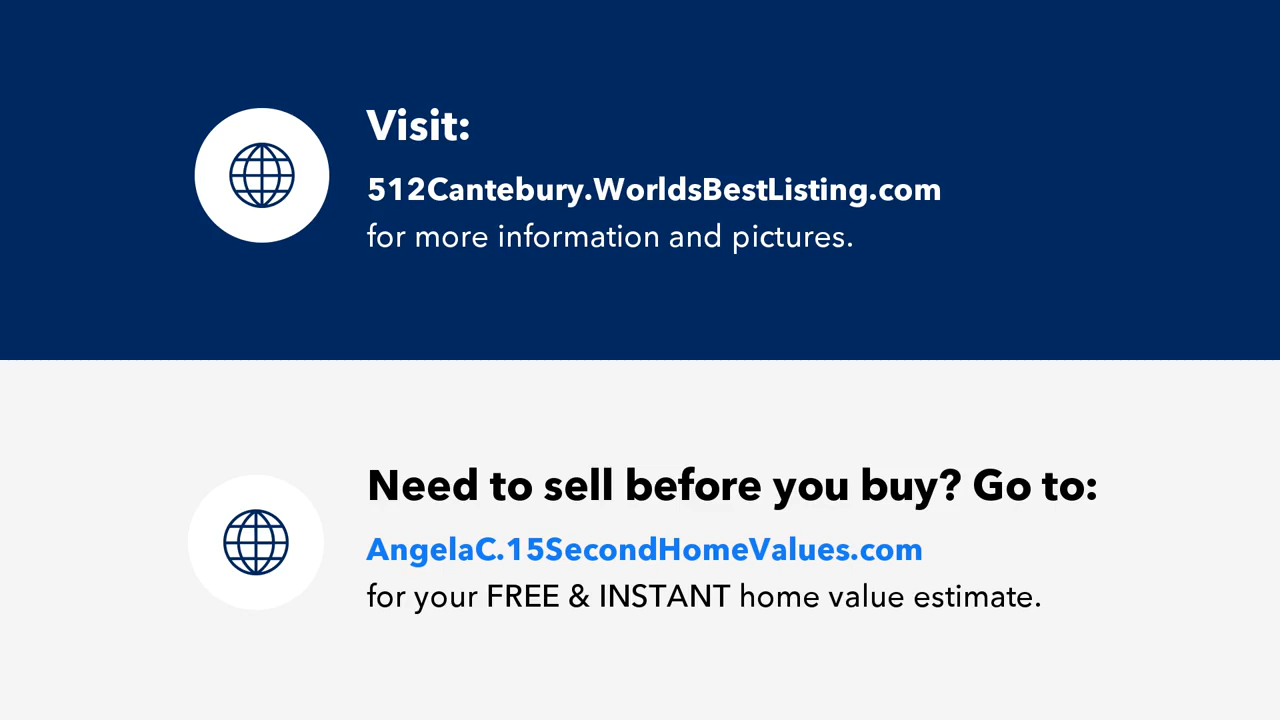 Visit:
512Cantebury.WorldsBestListing.com
for more information and pictures.
Need to sell before you buy? Go to:
AngelaC.15SecondHomeValues.com
for your FREE & INSTANT home value estimate.